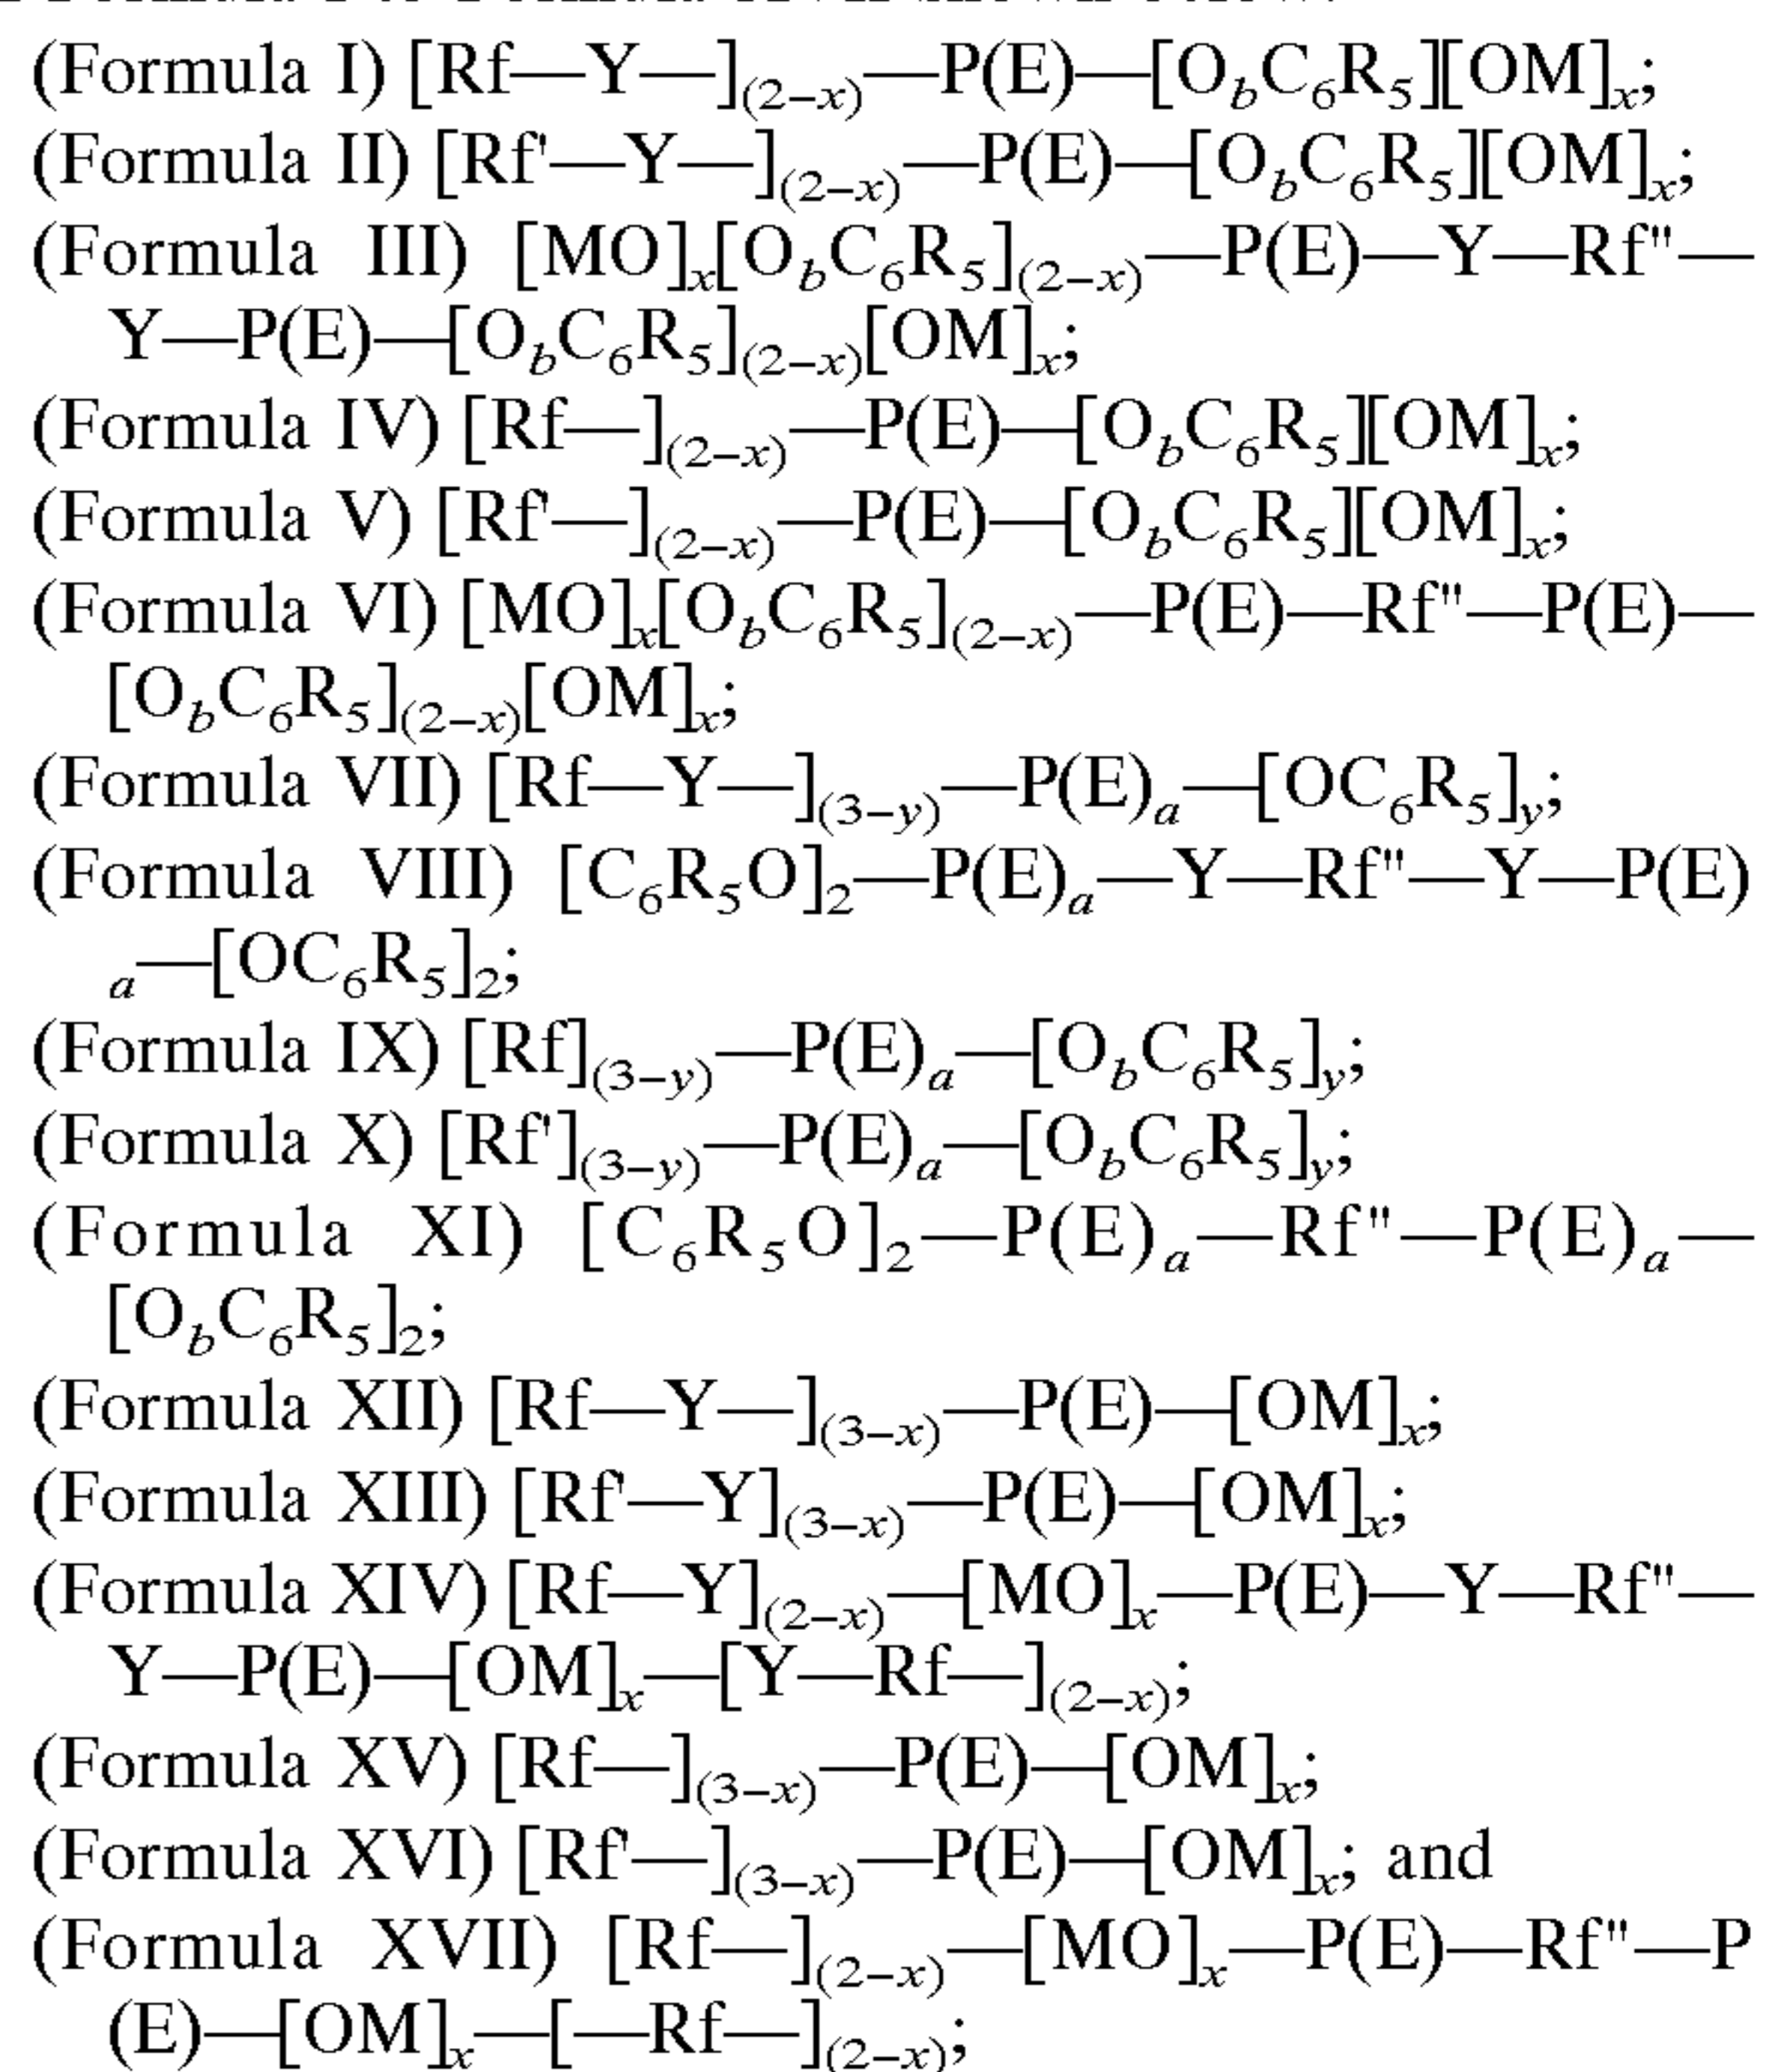 (Formula I) [Rf—Y—](2–x)—P(E)—[ObC6R5][OM]x;
(Formula II) [Rf'—Y—](2–x)—P(E)—[ObC6R5][OM]x;
(Formula III) [MO]x[ObC6R5](2–x)—P(E)—Y—Rf"—
Y—P(E)—[ObC6R5](2–x)[OM]x;
(Formula IV) [Rf—](2–x)—P(E)—[ObC6R5][OM]x;
(Formula V) [Rf'—](2–x)—P(E)—[ObC6R5][OM]x;
(Formula VI) [MO]x[ObC6R5](2–x)—P(E)—Rf"—P(E)—
[ObC6R5](2–x)[OM]x;
(Formula VII) [Rf—Y—](3–y)—P(E)a—[OC6R5]y;
(Formula VIII) [C6R5O]2—P(E)a—Y—Rf"—Y—P(E)
a—[OC6R5]2;
(Formula IX) [Rf](3–y)—P(E)a—[ObC6R5]y;
(Formula X) [Rf'](3–y)—P(E)a—[ObC6R5]y;
(Formula XI) [C6R5O]2—P(E)a—Rf"—P(E)a—
[ObC6R5]2;
(Formula XII) [Rf—Y—](3–x)—P(E)—[OM]x;
(Formula XIII) [Rf'—Y](3–x)—P(E)—[OM]x;
(Formula XIV) [Rf—Y](2–x)—[MO]x—P(E)—Y—Rf"—
Y—P(E)—[OM]x—[Y—Rf—](2–x);
(Formula XV) [Rf—](3–x)—P(E)—[OM]x;
(Formula XVI) [Rf'—](3–x)—P(E)—[OM]x; and
(Formula XVII) [Rf—](2–x)—[MO]x—P(E)—Rf"—P
(E)—[OM]x—[—Rf—](2–x);